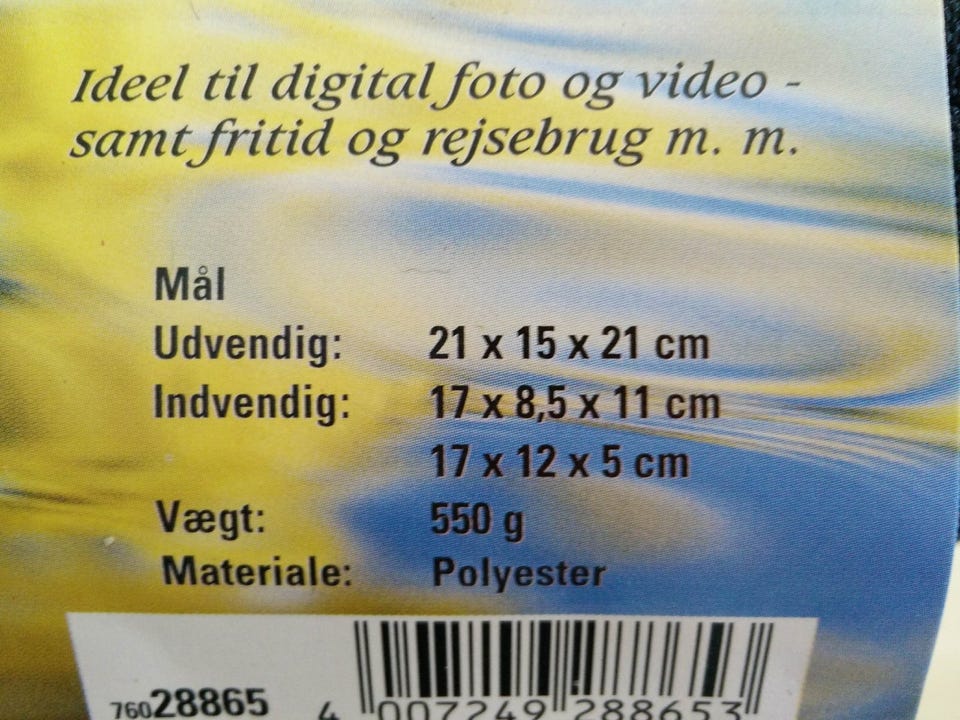 Ideel til digital foto og video -
samt fritid og rejsebrug m. m.
Mål
Udvendig: 21 x 15 x 21 cm
Indvendig: 17 x 8,5 x 11 cm
17 x 12 x 5 cm
Vægt: 550 g
Materiale: Polyester
76028865
4 007249 288653